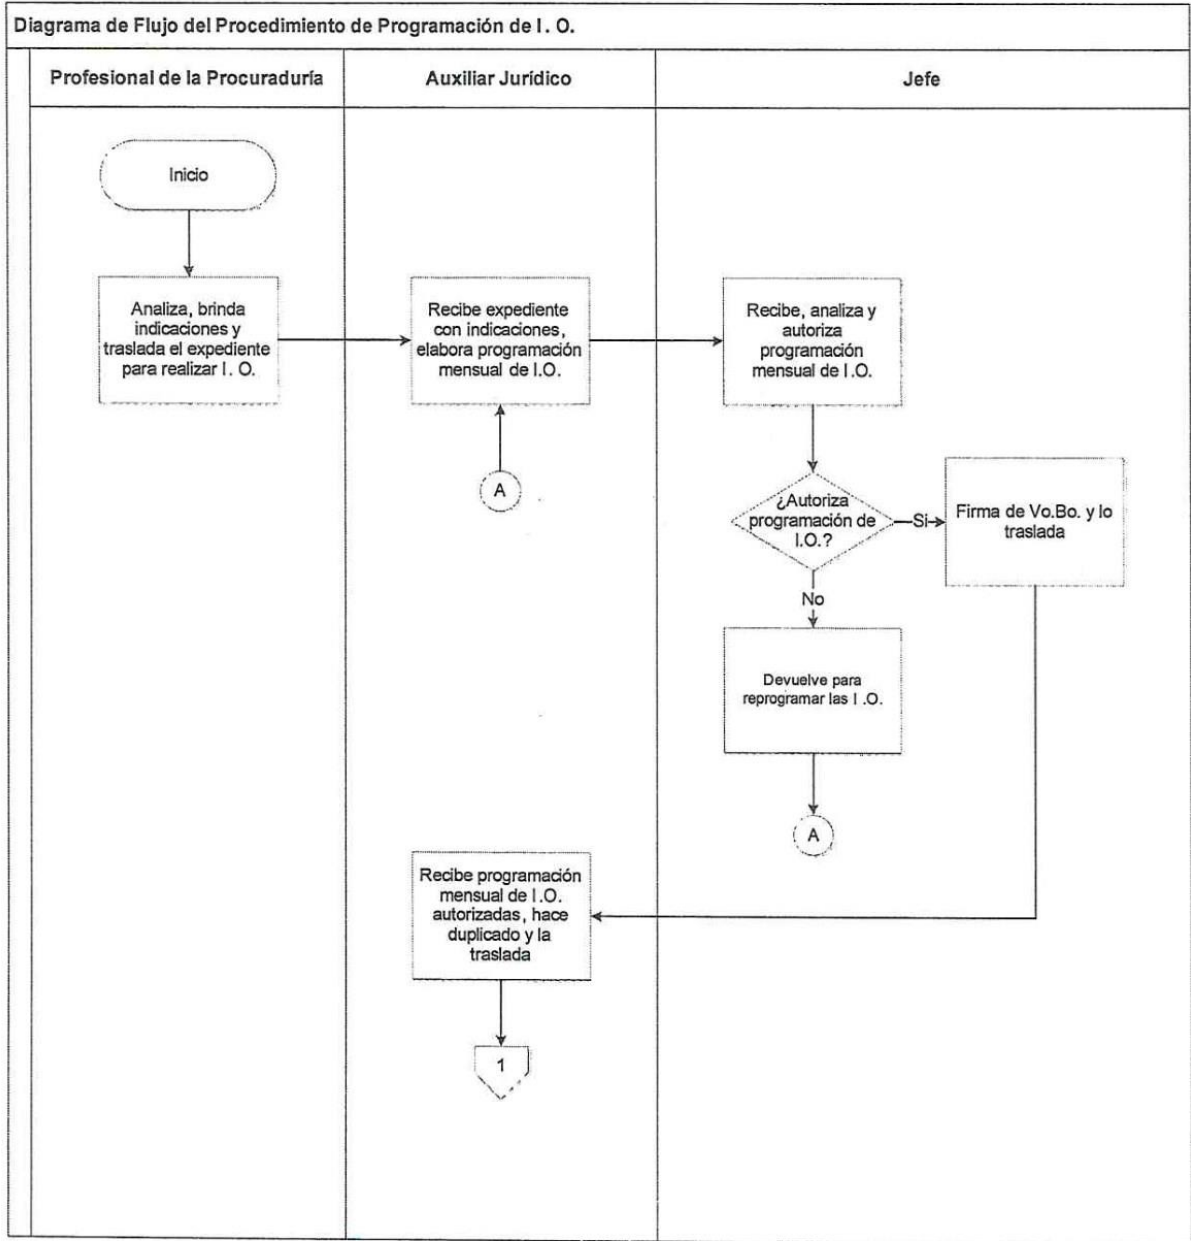 Diagrama de Flujo del Procedimiento de Programación de I. O.
Profesional de la Procuraduría
Auxiliar Jurídico
Jefe
Inicio
Analiza, brinda
indicaciones y
traslada el expediente
para realizar I. O.
Recibe expediente
con indicaciones,
elabora programación
mensual de I.O.
Recibe, analiza y
autoriza
programación
mensual de I.O.
A
¿Autoriza
programación de
I.O.?
Si
Firma de Vo.Bo. y lo
traslada
No
Devuelve para
reprogramar las I .O.
A
Recibe programación
mensual de I.O.
autorizadas, hace
duplicado y la
traslada
1